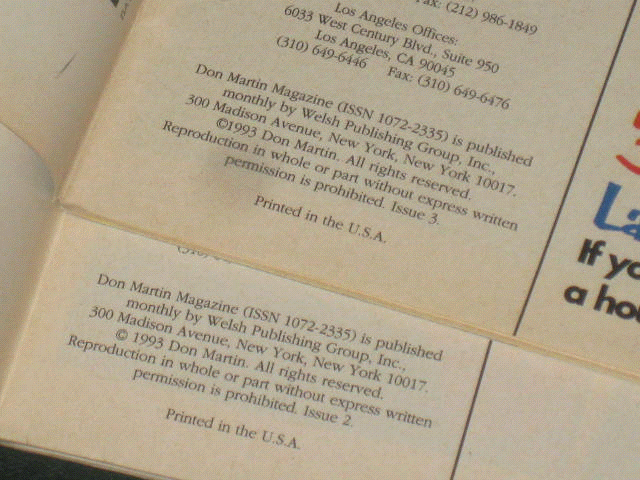 Fax: (212) 986-1849
Los Angeles Offices:
6033 West Century Blvd., Suite 950
Los Angeles, CA 90045
(310) 649-6446 Fax: (310) 649-6476
Don Martin Magazine (ISSN 1072-2335) is published
monthly by Welsh Publishing Group, Inc.,
300 Madison Avenue, New York, New York 10017.
©1993 Don Martin. All rights reserved.
Reproduction in whole or part without express written
permission is prohibited. Issue 3.
Printed in the U.S.A.
La
If yo
a hou
Don Martin Magazine (ISSN 1072-2335) is published
monthly by Welsh Publishing Group, Inc.,
300 Madison Avenue, New York, New York 10017.
© 1993 Don Martin. All rights reserved.
Reproduction in whole or part without express written
permission is prohibited. Issue 2.
Printed in the U.S.A.